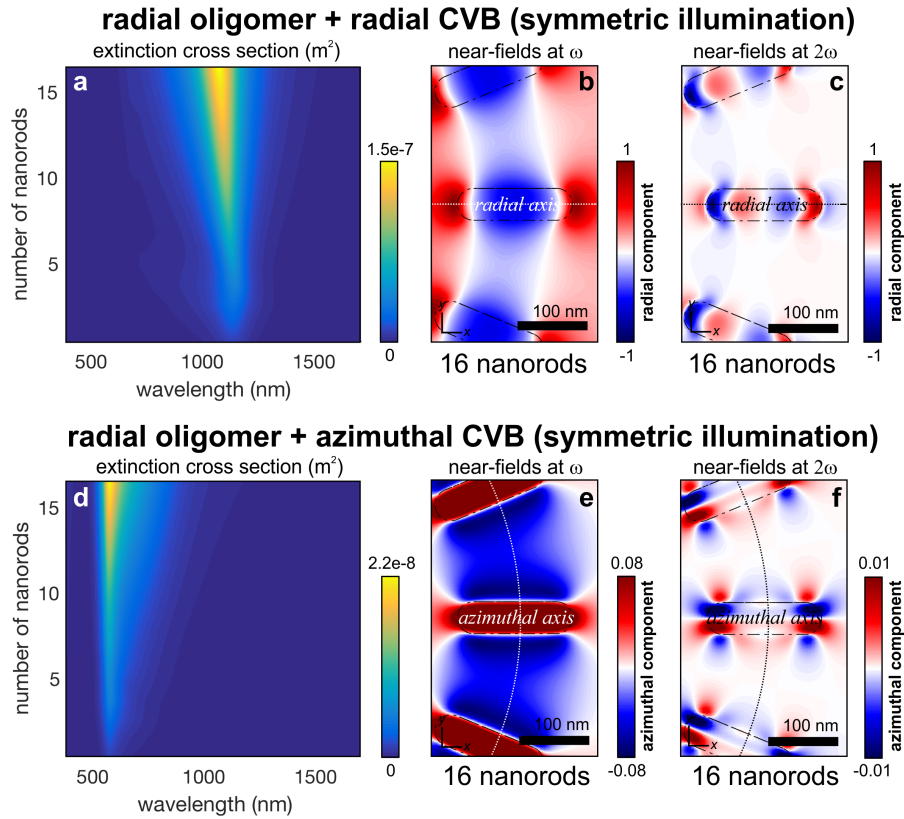 radial oligomer + radial CVB (symmetric illumination)
extinction cross section (m²)
near-fields at ω
near-fields at 2ω
a
b
c
number of nanorods
15
10
5
500
1000
1500
wavelength (nm)
1.5e-7
0
radial axis
y
x
100 nm
16 nanorods
1
-1
radial component
radial axis
y
x
100 nm
16 nanorods
1
-1
radial component
radial oligomer + azimuthal CVB (symmetric illumination)
extinction cross section (m²)
near-fields at ω
near-fields at 2ω
d
e
f
number of nanorods
15
10
5
500
1000
1500
wavelength (nm)
2.2e-8
0
azimuthal axis
y
x
100 nm
16 nanorods
0.08
-0.08
azimuthal component
azimuthal axis
y
x
100 nm
16 nanorods
0.01
-0.01
azimuthal component